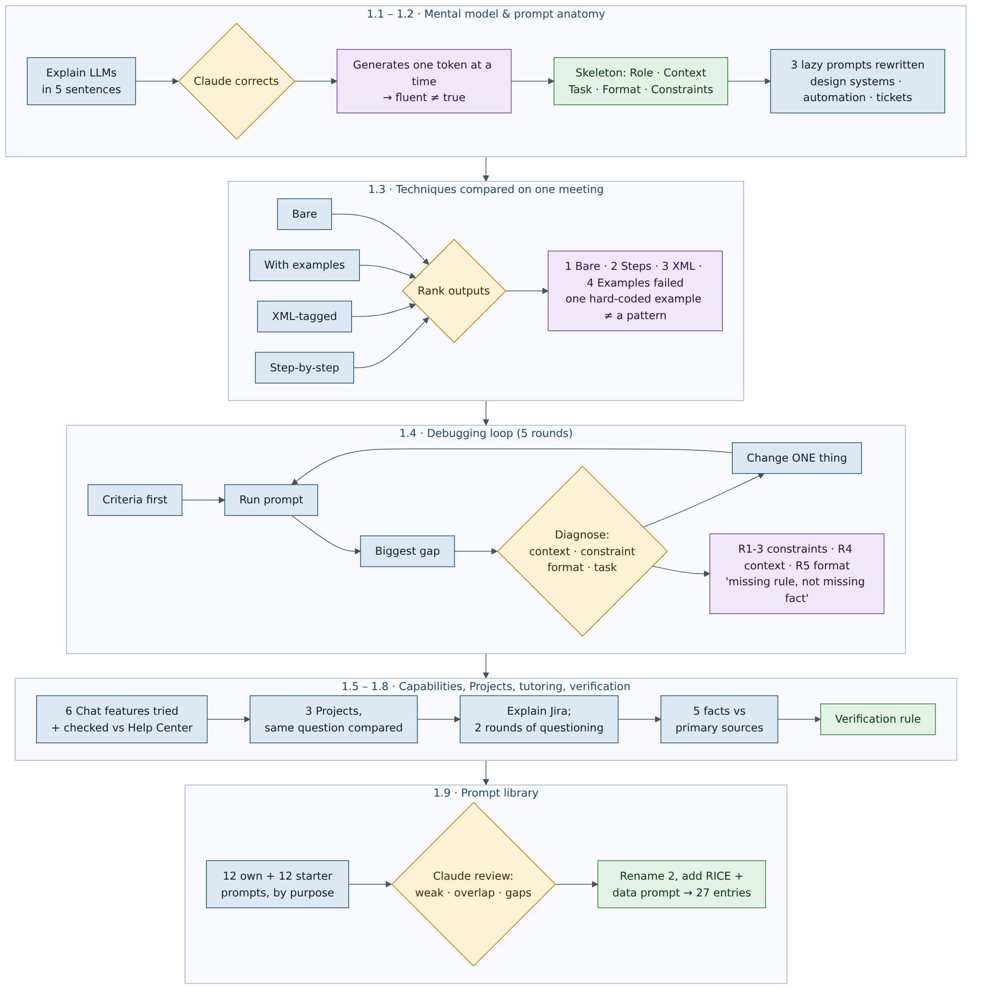 1.1 – 1.2 · Mental model & prompt anatomy
Explain LLMs
in 5 sentences
Claude corrects
Generates one token at a
time
→ fluent ≠ true
Skeleton: Role · Context
Task · Format · Constraints
3 lazy prompts rewritten
design systems ·
automation · tickets
1.3 · Techniques compared on one meeting
Bare
With examples
XML-tagged
Step-by-step
Rank outputs
1 Bare · 2 Steps · 3 XML ·
4 Examples failed
one hard-coded example
≠ a pattern
1.4 · Debugging loop (5 rounds)
Criteria first
Run prompt
Biggest gap
Diagnose:
context · constraint
format · task
Change ONE thing
R1-3 constraints · R4
context · R5 format
'missing rule, not missing
fact'
1.5 – 1.8 · Capabilities, Projects, tutoring, verification
6 Chat features tried
+ checked vs Help Center
3 Projects,
same question compared
Explain Jira;
2 rounds of questioning
5 facts vs
primary sources
Verification rule
1.9 · Prompt library
12 own + 12 starter
prompts, by purpose
Claude review:
weak · overlap · gaps
Rename 2, add RICE +
data prompt → 27 entries